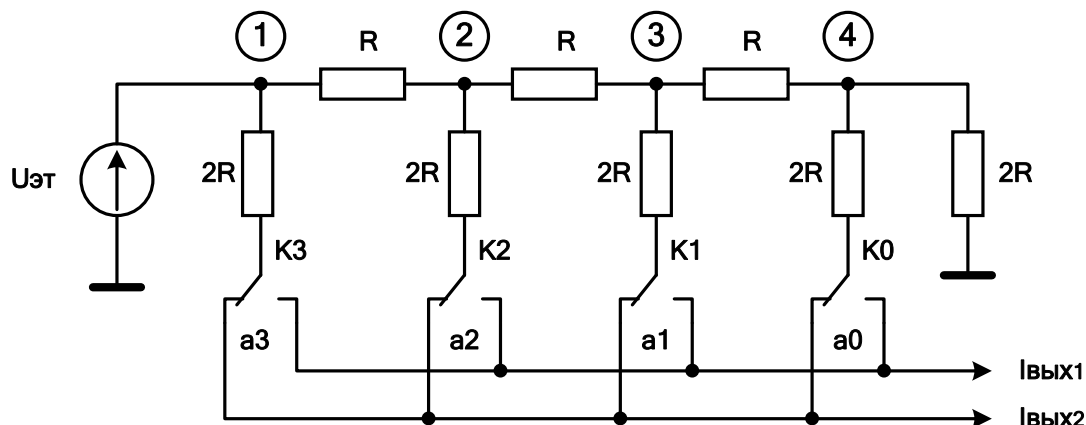 1 R 2 R 3 R 4
Uэт 2R 2R 2R 2R 2R
K3 K2 K1 K0
a3 a2 a1 a0
Iвых1
Iвых2